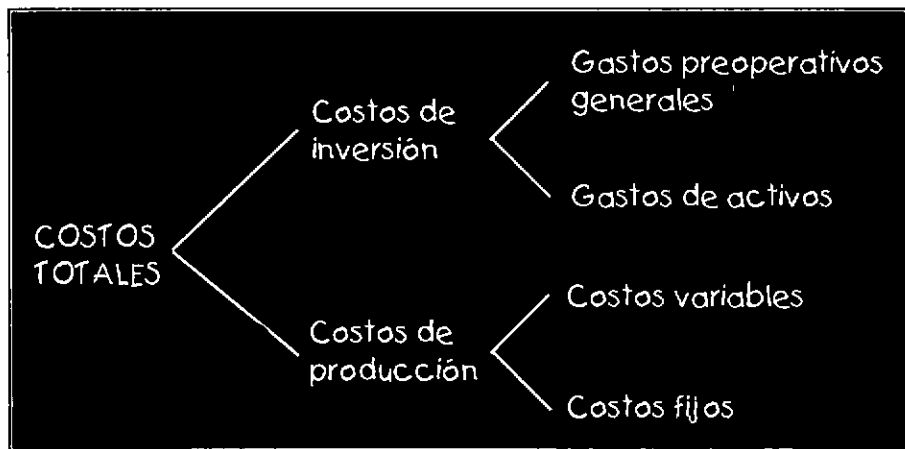 COSTOS
TOTALES
Costos de
inversión
Gastos preoperativos
generales
Gastos de activos
Costos de
producción
Costos variables
Costos fijos